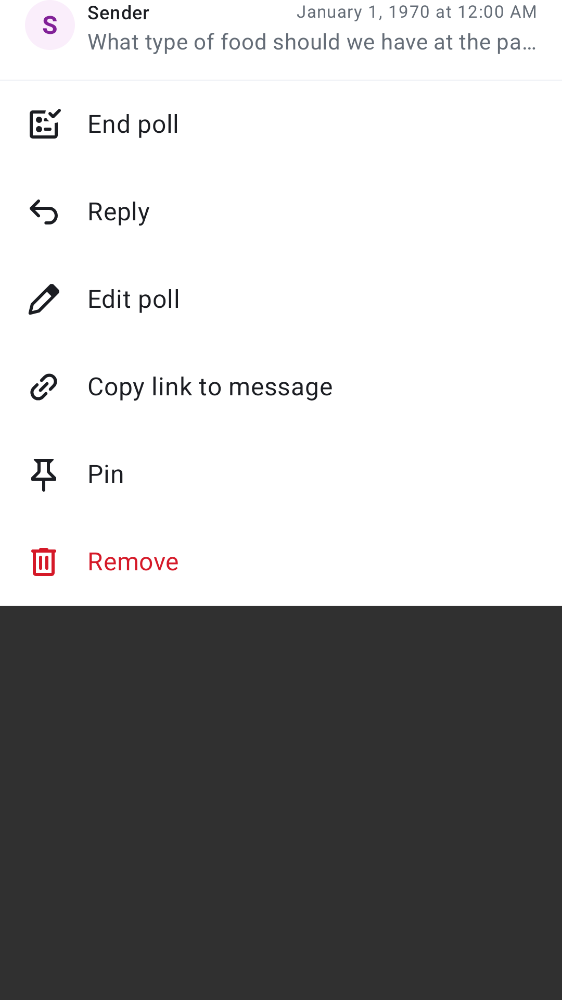 S
Sender
January 1, 1970 at 12:00 AM
What type of food should we have at the pa…
End poll
Reply
Edit poll
Copy link to message
Pin
Remove